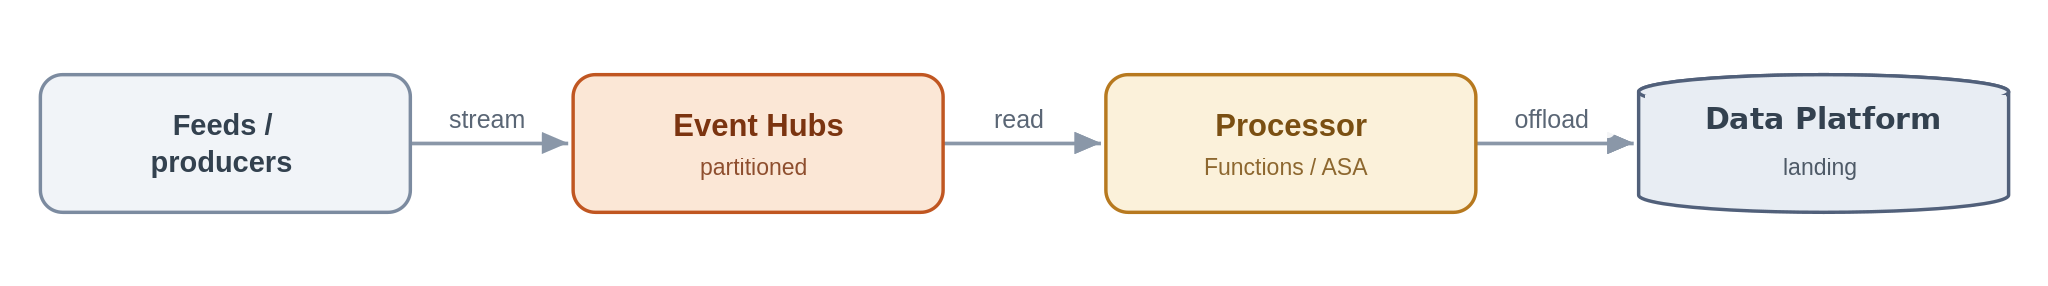 Feeds /
producers
stream
Event Hubs
partitioned
read
Processor
Functions / ASA
offload
Data Platform
landing